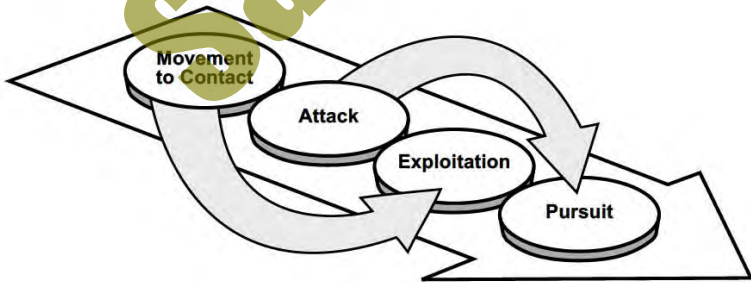 Movement
to Contact
Attack
Exploitation
Pursuit